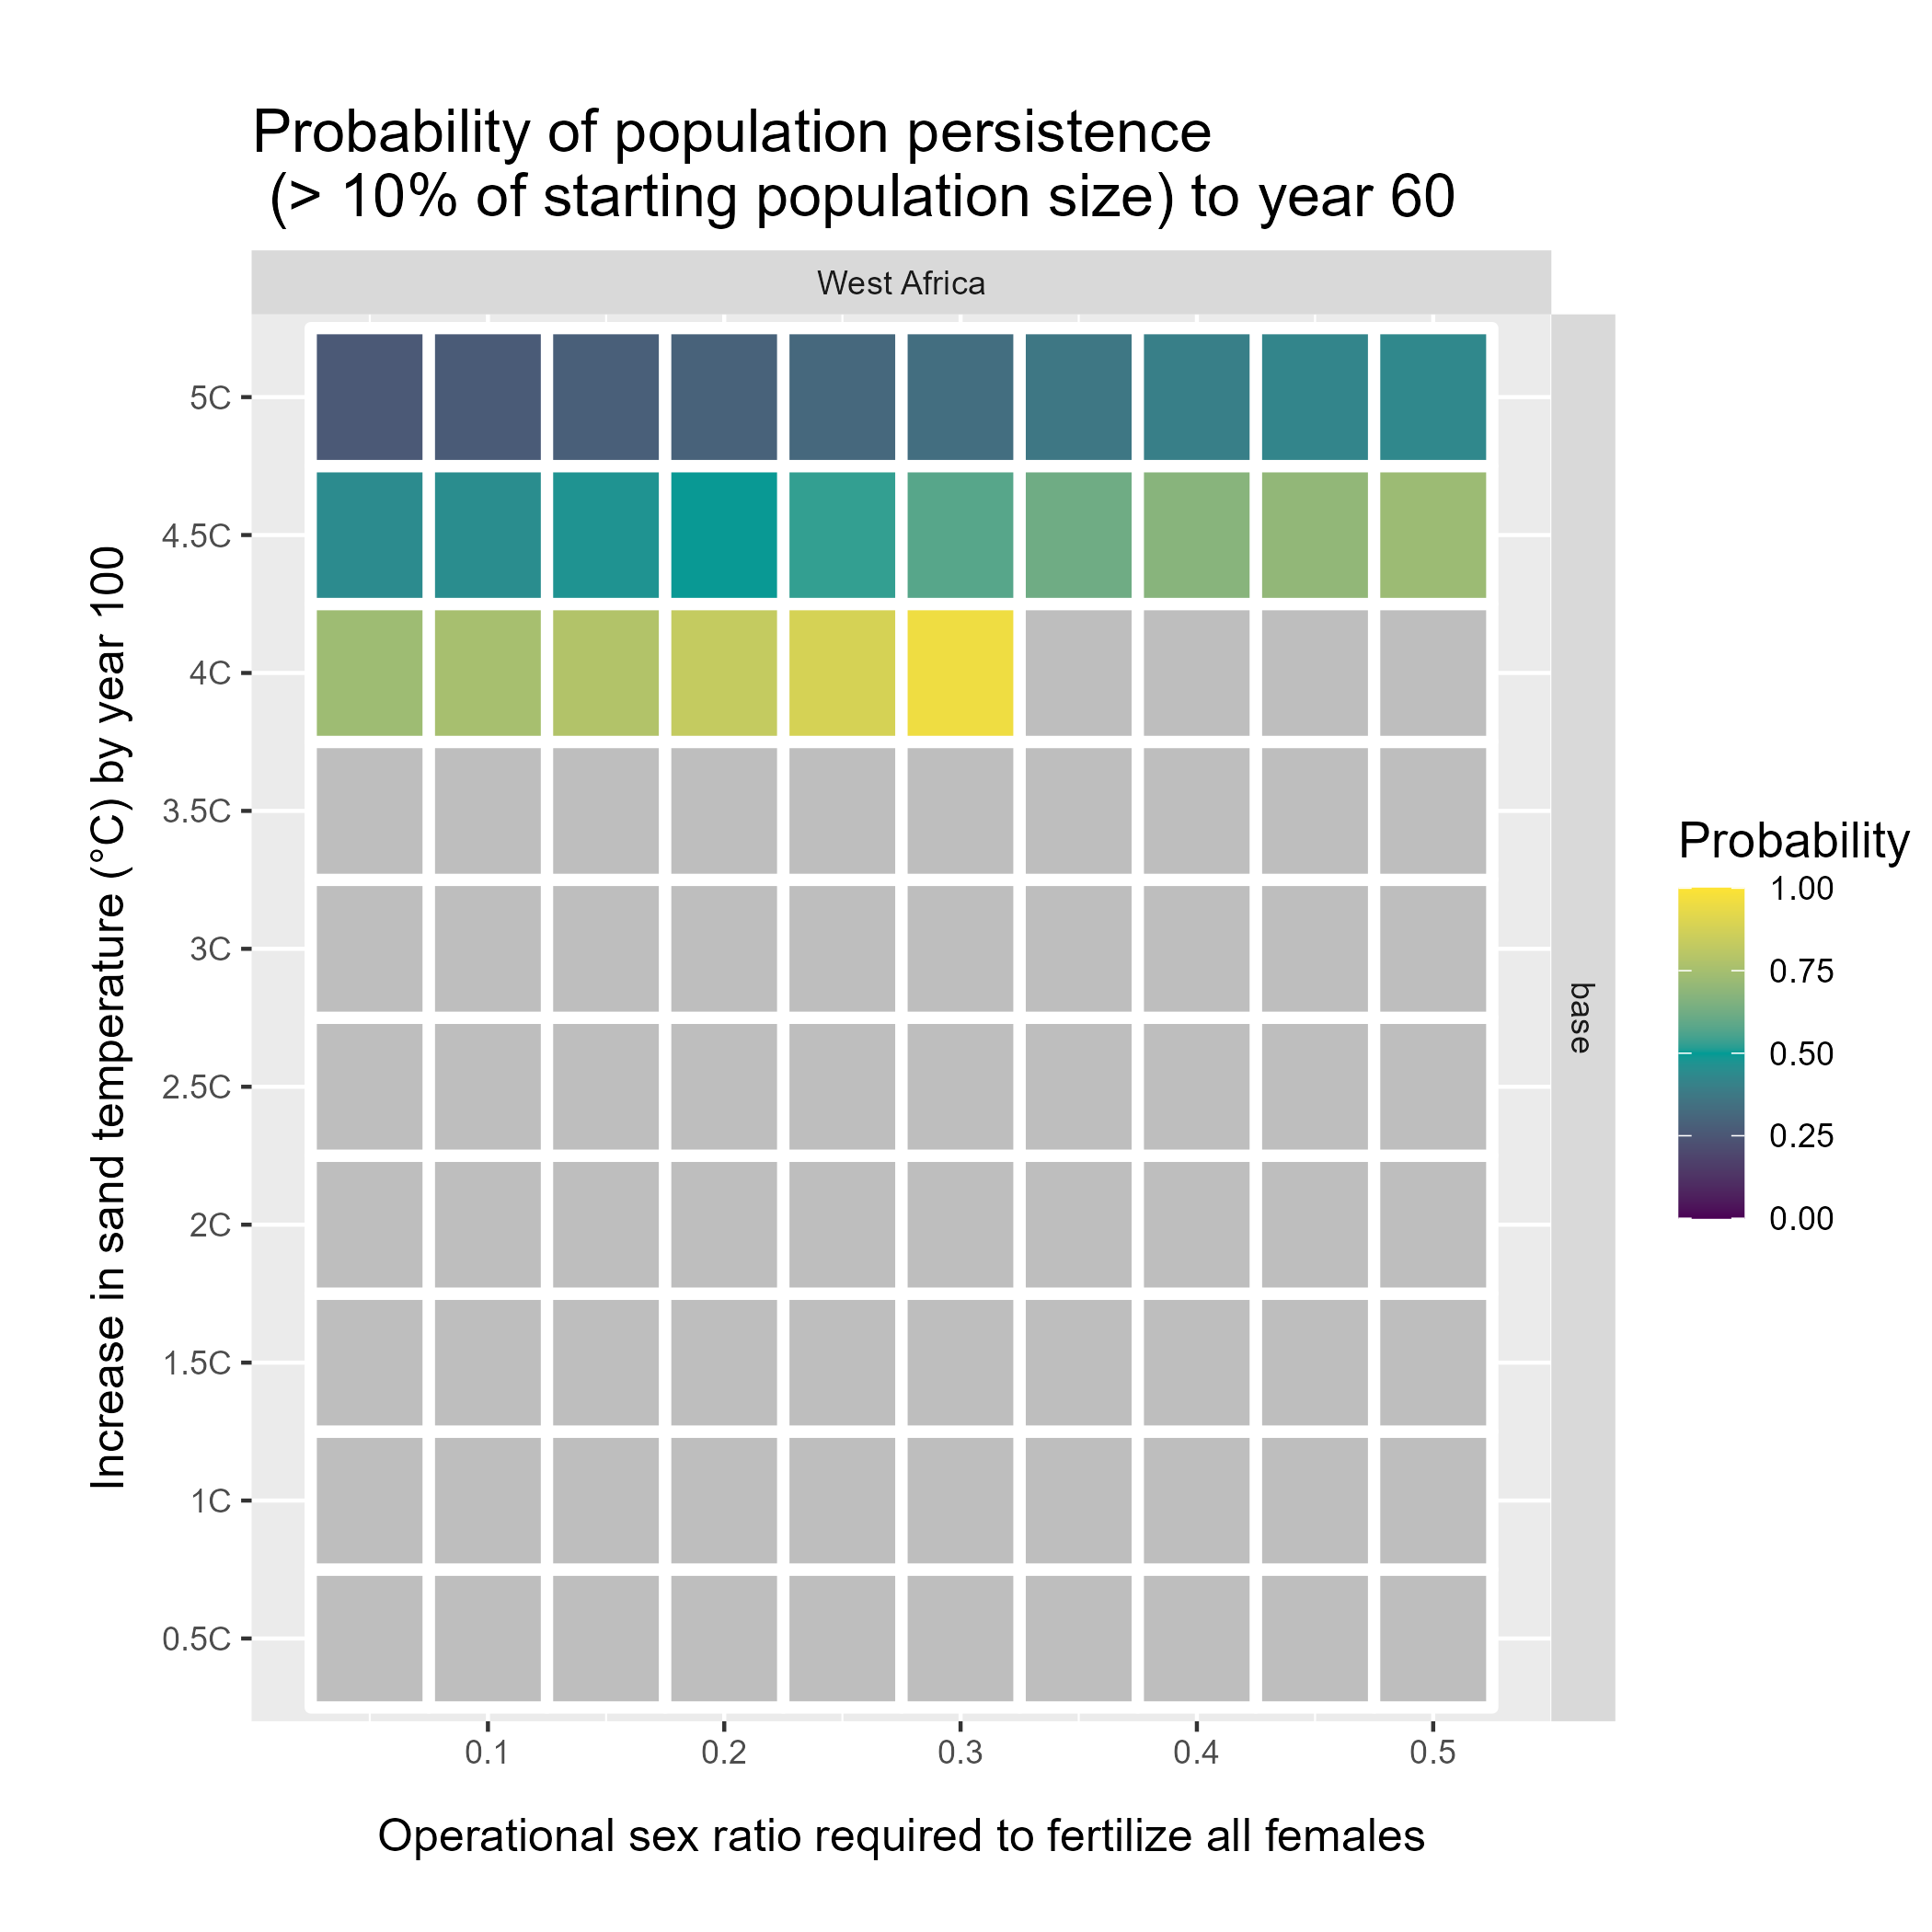 Probability of population persistence
(> 10% of starting population size) to year 60
West Africa
Increase in sand temperature (°C) by year 100
5C
4.5C
4C
3.5C
3C
2.5C
2C
1.5C
1C
0.5C
base
Probability
1.00
0.75
0.50
0.25
0.00
0.1
0.2
0.3
0.4
0.5
Operational sex ratio required to fertilize all females